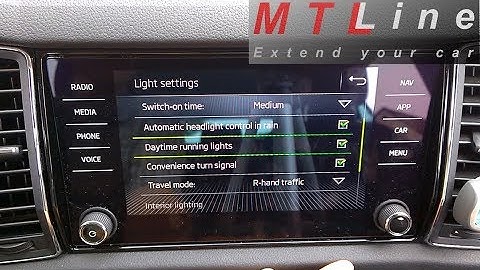 MTLine
Extend your car
RADIO
MEDIA
PHONE
VOICE
Light settings
Switch-on time: Medium
Automatic headlight control in rain
Daytime running lights
Convenience turn signal
Travel mode: R-hand traffic
Interior lighting
NAV
APP
CAR
MENU